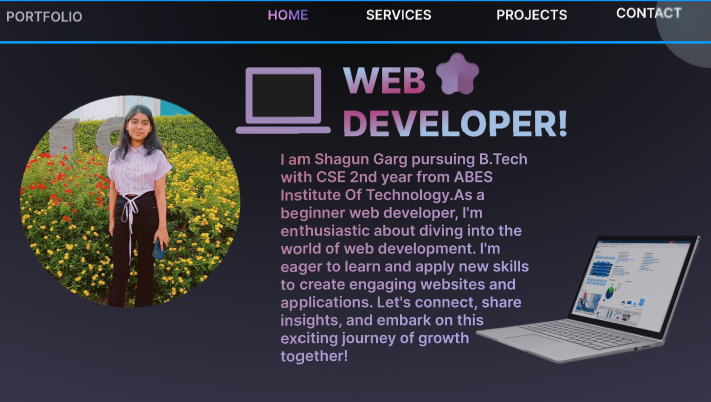 PORTFOLIO
HOME
SERVICES
PROJECTS
CONTACT
WEB
DEVELOPER!
I am Shagun Garg pursuing B.Tech
with CSE 2nd year from ABES
Institute Of Technology.As a
beginner web developer, I'm
enthusiastic about diving into the
world of web development. I'm
eager to learn and apply new skills
to create engaging websites and
applications. Let's connect, share
insights, and embark on this
exciting journey of growth
together!